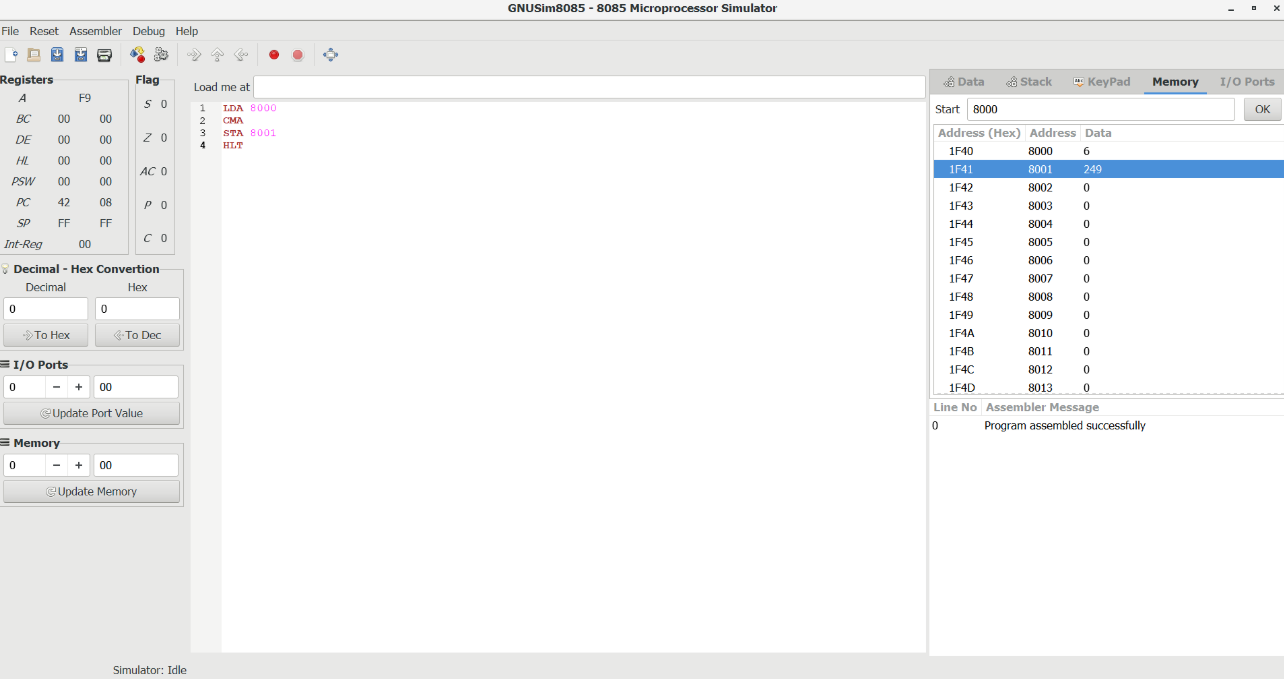 GNUSim8085 - 8085 Microprocessor Simulator
File Reset Assembler Debug Help
Registers
A F9
BC 00 00
DE 00 00
HL 00 00
PSW 00 00
PC 42 08
SP FF FF
Int-Reg 00
Flag
S 0
Z 0
AC 0
P 0
C 0
Decimal - Hex Convertion
Decimal Hex
0 0
To Hex To Dec
I/O Ports
0 − + 00
Update Port Value
Memory
0 − + 00
Update Memory
Load me at
1 LDA 8000
2 CMA
3 STA 8001
4 HLT
Data Stack KeyPad Memory I/O Ports
Start 8000 OK
Address (Hex) Address Data
1F40 8000 6
1F41 8001 249
1F42 8002 0
1F43 8003 0
1F44 8004 0
1F45 8005 0
1F46 8006 0
1F47 8007 0
1F48 8008 0
1F49 8009 0
1F4A 8010 0
1F4B 8011 0
1F4C 8012 0
1F4D 8013 0
Line No Assembler Message
0 Program assembled successfully
Simulator: Idle